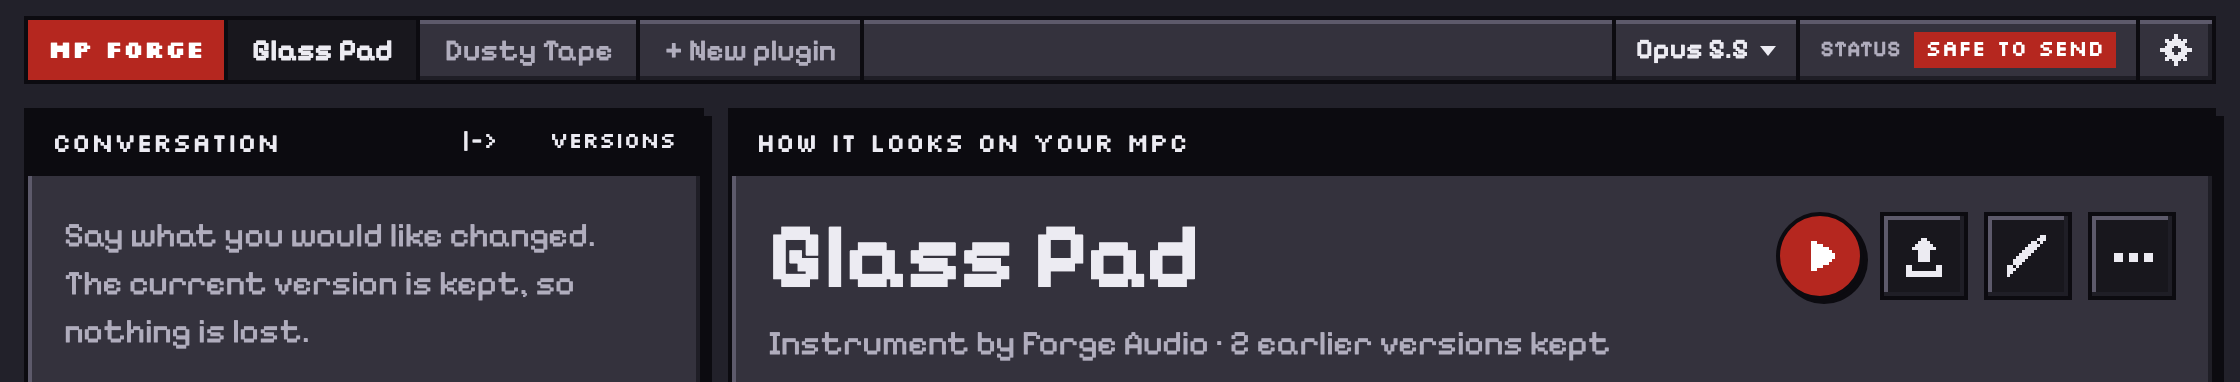 MP FORGE
Glass Pad
Dusty Tape
+ New plugin
Opus S.S
STATUS
SAFE TO SEND
CONVERSATION
|->
VERSIONS
HOW IT LOOKS ON YOUR MPC
Say what you would like changed.
The current version is kept, so
nothing is lost.
Glass Pad
Instrument by Forge Audio · 2 earlier versions kept